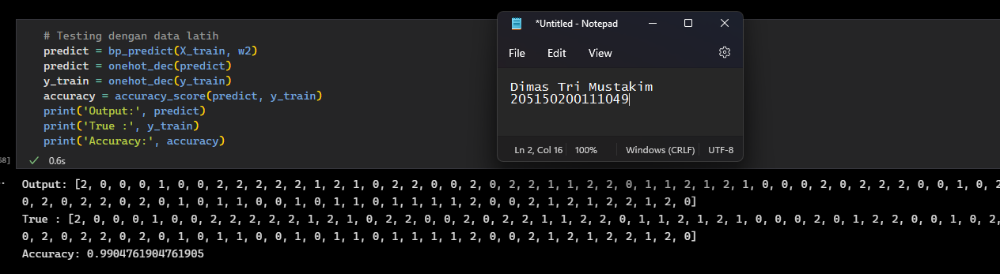 # Testing dengan data latih
predict = bp_predict(X_train, w2)
predict = onehot_dec(predict)
y_train = onehot_dec(y_train)
accuracy = accuracy_score(predict, y_train)
print('Output:', predict)
print('True :', y_train)
print('Accuracy:', accuracy)
0.6s
*Untitled - Notepad
File Edit View
Dimas Tri Mustakim
205150200111049
Ln 2, Col 16 100% Windows (CRLF) UTF-8
Output: [2, 0, 0, 0, 1, 0, 0, 2, 2, 2, 2, 2, 1, 2, 1, 0, 2, 2, 0, 0, 2, 0, 2, 2, 1, 1, 2, 2, 0, 1, 1, 2, 1, 2, 1, 0, 0, 0, 2, 0, 2, 2, 2, 0, 0, 1, 0, 2
0, 2, 0, 2, 2, 0, 2, 0, 1, 0, 1, 1, 0, 0, 1, 0, 1, 1, 0, 1, 1, 1, 1, 2, 0, 0, 2, 1, 2, 1, 2, 2, 1, 2, 0]
True : [2, 0, 0, 0, 1, 0, 0, 2, 2, 2, 2, 2, 1, 2, 1, 0, 2, 2, 0, 0, 2, 0, 2, 2, 1, 1, 2, 2, 0, 1, 1, 2, 1, 2, 1, 0, 0, 0, 2, 0, 1, 2, 2, 0, 0, 1, 0, 2,
0, 2, 0, 2, 2, 0, 2, 0, 1, 0, 1, 1, 0, 0, 1, 0, 1, 1, 0, 1, 1, 1, 1, 2, 0, 0, 2, 1, 2, 1, 2, 2, 1, 2, 0]
Accuracy: 0.9904761904761905